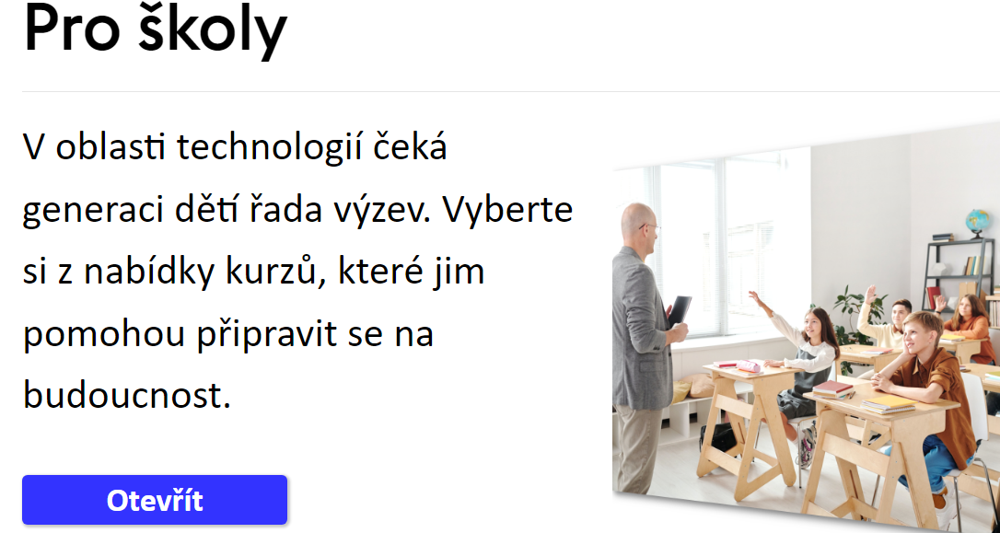 Pro školy
V oblasti technologií čeká
generaci dětí řada výzev. Vyberte
si z nabídky kurzů, které jim
pomohou připravit se na
budoucnost.
Otevřít